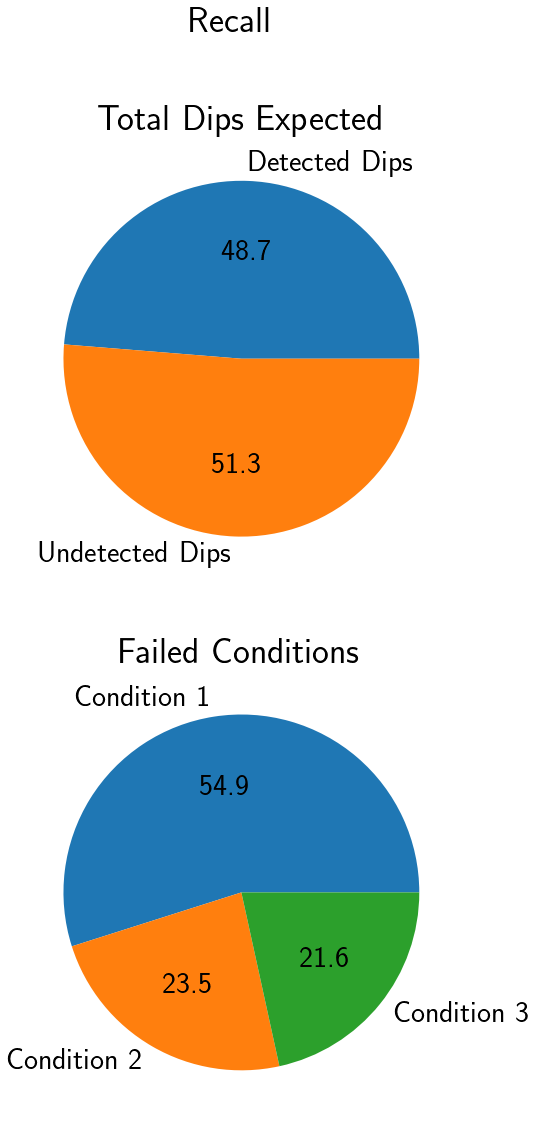 Recall
Total Dips Expected
Detected Dips
48.7
51.3
Undetected Dips
Failed Conditions
Condition 1
54.9
21.6
23.5
Condition 3
Condition 2